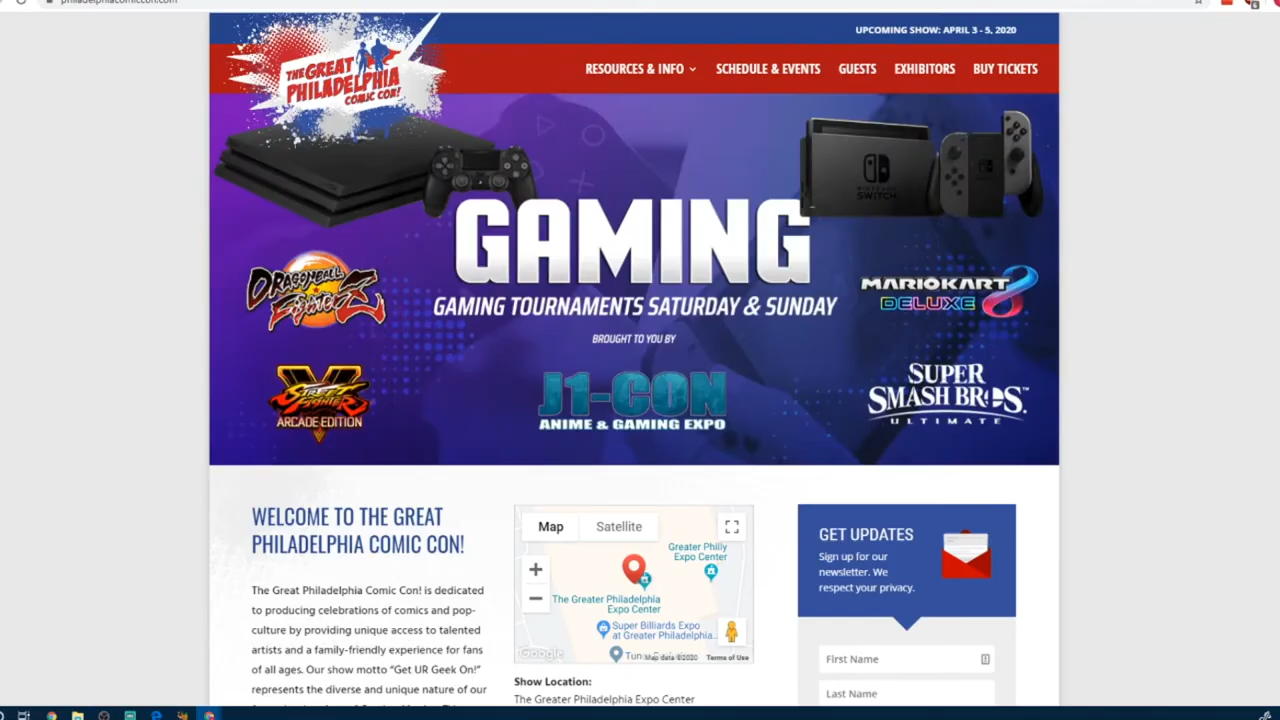 philadelphiacomiccon.com
UPCOMING SHOW: APRIL 3 - 5, 2020
THE GREAT
PHILADELPHIA
COMIC CON!
RESOURCES & INFO
SCHEDULE & EVENTS
GUESTS
EXHIBITORS
BUY TICKETS
NINTENDO
SWITCH
GAMING
GAMING TOURNAMENTS SATURDAY & SUNDAY
BROUGHT TO YOU BY
DRAGONBALL
FighterZ
MARIOKART 8
DELUXE
V
STREET
FIGHTER
ARCADE EDITION
J1-CON
ANIME & GAMING EXPO
SUPER
SMASH BROS.™
ULTIMATE
WELCOME TO THE GREAT
PHILADELPHIA COMIC CON!
The Great Philadelphia Comic Con! is dedicated
to producing celebrations of comics and pop-
culture by providing unique access to talented
artists and a family-friendly experience for fans
of all ages. Our show motto “Get UR Geek On!”
represents the diverse and unique nature of our
Map
Satellite
Greater Philly
Expo Center
+
The Greater Philadelphia
Expo Center
−
Super Billiards Expo
at Greater Philadelphia...
Google
Map data ©2020
Terms of Use
Show Location:
The Greater Philadelphia Expo Center
GET UPDATES
Sign up for our
newsletter. We
respect your privacy.
First Name
Last Name